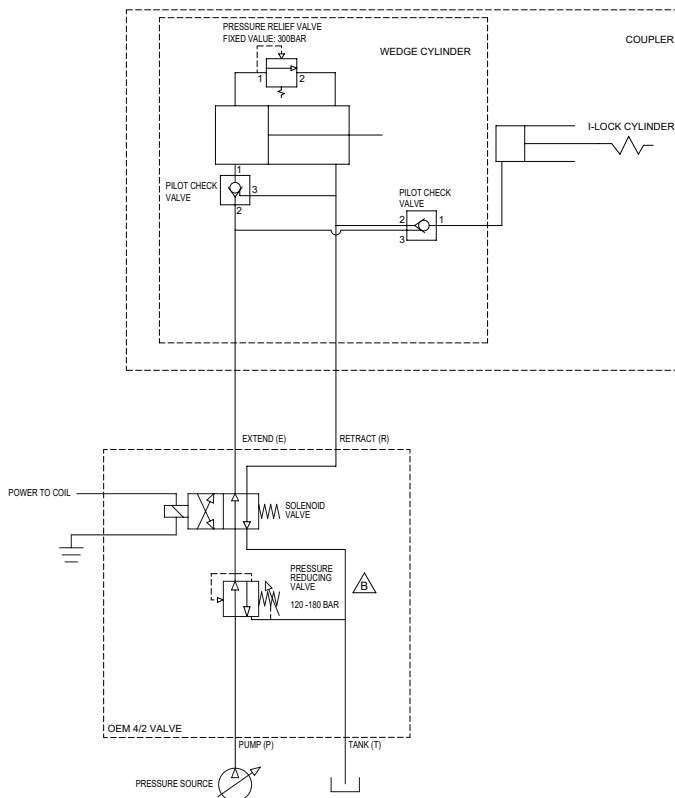 PRESSURE RELIEF VALVE
FIXED VALUE: 300BAR
WEDGE CYLINDER
COUPLER
1
2
I-LOCK CYLINDER
1
PILOT CHECK
VALVE
3
2
PILOT CHECK
VALVE
2
1
3
EXTEND (E)
RETRACT (R)
POWER TO COIL
SOLENOID
VALVE
PRESSURE
REDUCING
VALVE
120 -180 BAR
B
OEM 4/2 VALVE
PUMP (P)
TANK (T)
PRESSURE SOURCE